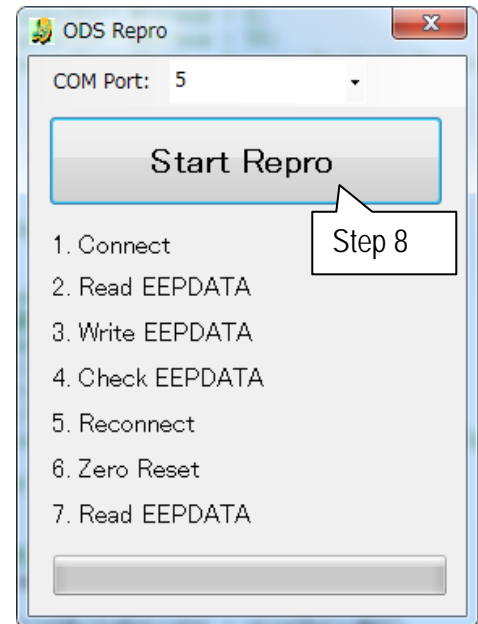 ODS Repro
COM Port: 5
Start Repro
Step 8
1. Connect
2. Read EEPDATA
3. Write EEPDATA
4. Check EEPDATA
5. Reconnect
6. Zero Reset
7. Read EEPDATA